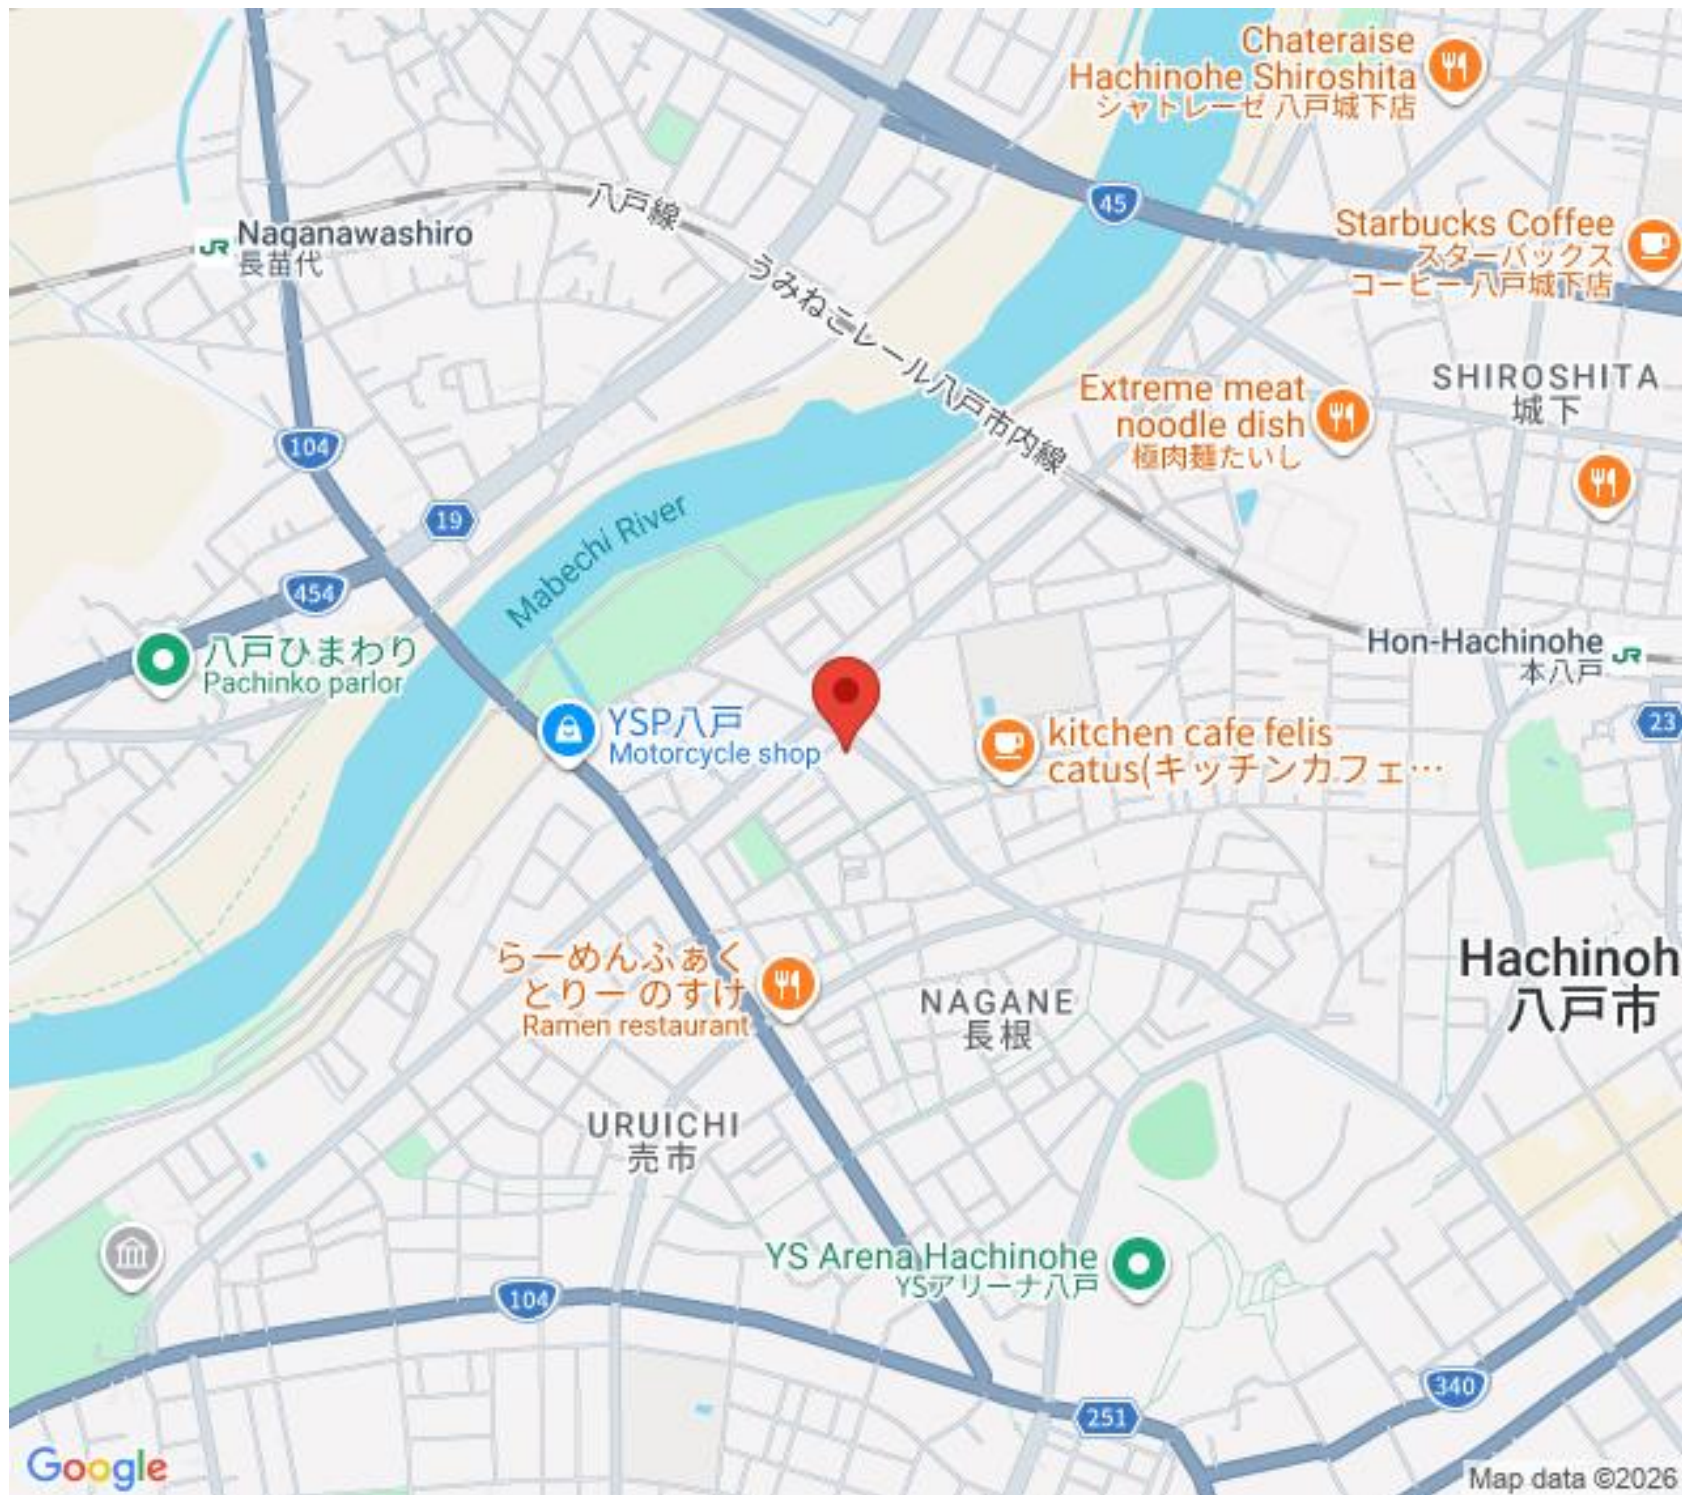 Chateraise
Hachinohe Shiroshita
シャトレーゼ 八戸城下店
八戸線
45
Naganawashiro
長苗代
Starbucks Coffee
スターバックス
コーヒー 八戸城下店
うみねこレール八戸市内線
SHIROSHITA
城下
Extreme meat
noodle dish
極肉麺たいし
104
19
Mabechi River
454
八戸ひまわり
Pachinko parlor
Hon-Hachinohe
本八戸
JR
JR
23
YSP八戸
Motorcycle shop
kitchen cafe felis
catus(キッチンカフェ…
らーめんふぁく
とりー のすけ
Ramen restaurant
Hachinoh
八戸市
NAGANE
長根
URUICHI
売市
YS Arena Hachinohe
YSアリーナ八戸
104
340
251
Google
Map data ©2026